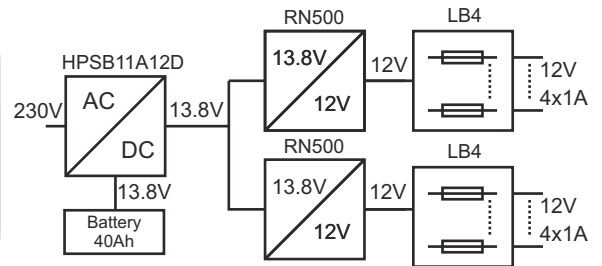 RN500
LB4
HPSB11A12D
13.8V
12V
12V
12V
4x1A
230V
AC
DC
13.8V
13.8V
Battery
40Ah
RN500
LB4
13.8V
12V
12V
12V
4x1A